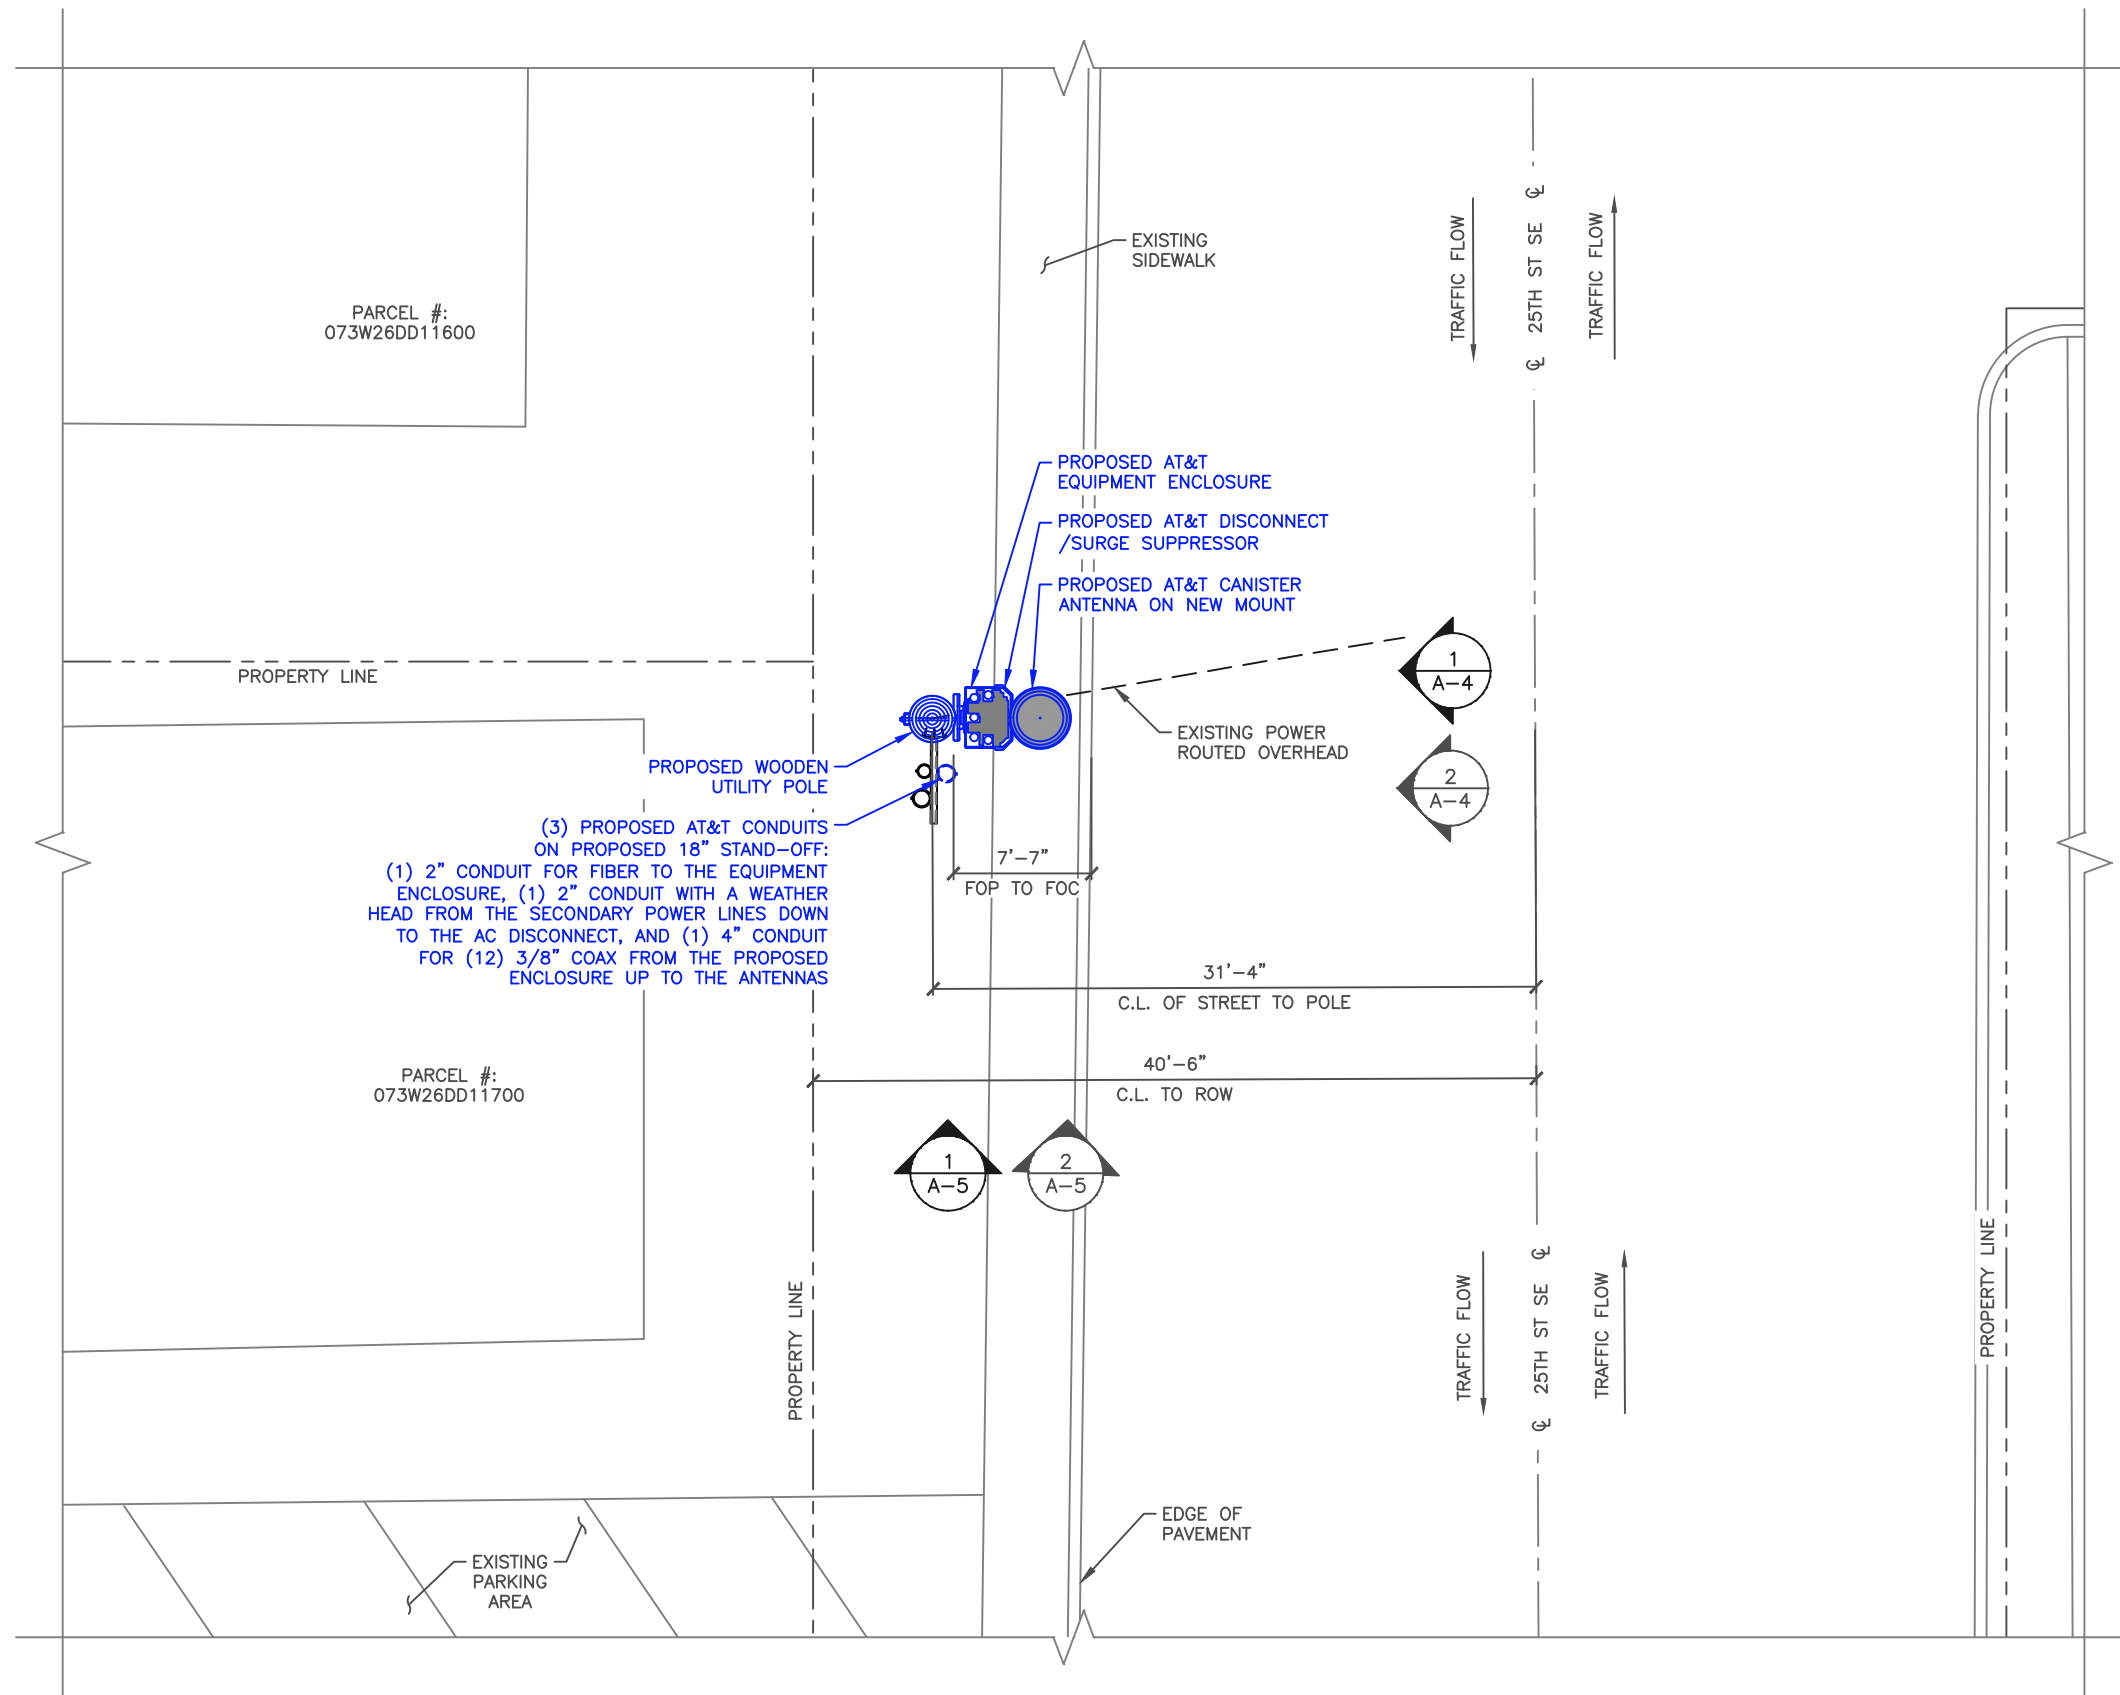 EXISTING
SIDEWALK
TRAFFIC FLOW
℄ 25TH ST SE ℄
TRAFFIC FLOW
PARCEL #:
073W26DD11600
PROPOSED AT&T
EQUIPMENT ENCLOSURE
PROPOSED AT&T DISCONNECT
/SURGE SUPPRESSOR
PROPOSED AT&T CANISTER
ANTENNA ON NEW MOUNT
PROPERTY LINE
1
A-4
EXISTING POWER
ROUTED OVERHEAD
2
A-4
PROPOSED WOODEN
UTILITY POLE
(3) PROPOSED AT&T CONDUITS
ON PROPOSED 18" STAND-OFF:
(1) 2" CONDUIT FOR FIBER TO THE EQUIPMENT
ENCLOSURE, (1) 2" CONDUIT WITH A WEATHER
HEAD FROM THE SECONDARY POWER LINES DOWN
TO THE AC DISCONNECT, AND (1) 4" CONDUIT
FOR (12) 3/8" COAX FROM THE PROPOSED
ENCLOSURE UP TO THE ANTENNAS
7'-7"
FOP TO FOC
31'-4"
C.L. OF STREET TO POLE
40'-6"
C.L. TO ROW
PARCEL #:
073W26DD11700
1
A-5
2
A-5
PROPERTY LINE
TRAFFIC FLOW
℄ 25TH ST SE ℄
TRAFFIC FLOW
PROPERTY LINE
EDGE OF
PAVEMENT
EXISTING
PARKING
AREA